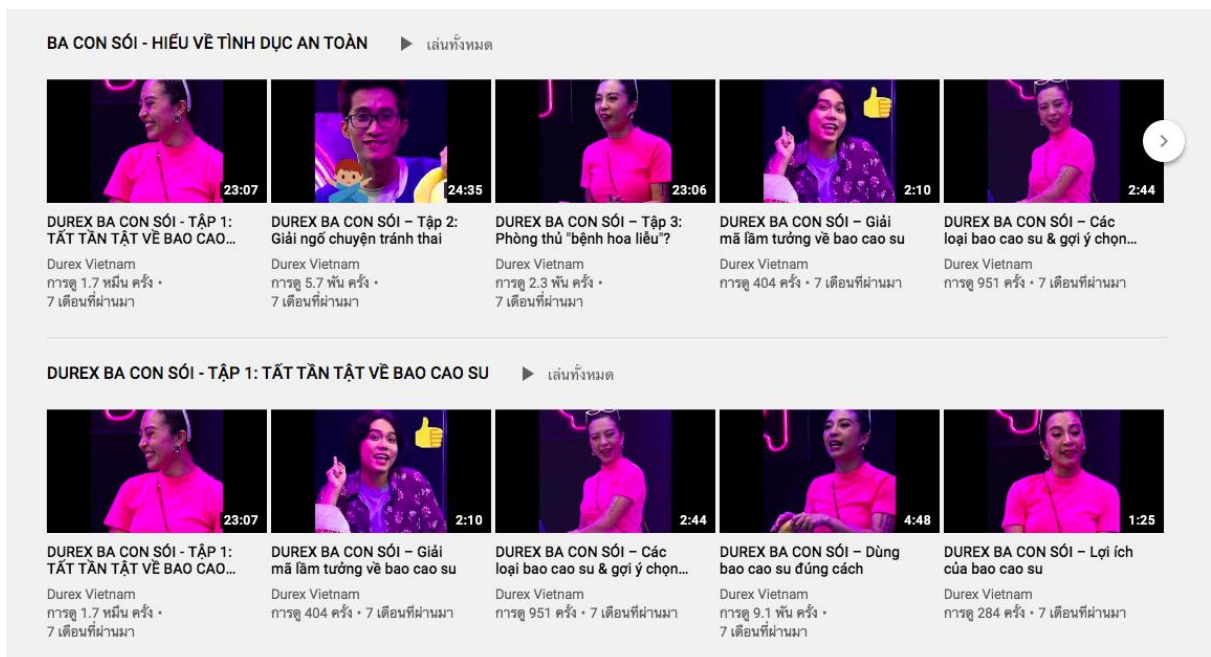 BA CON SÓI - HIỂU VỀ TÌNH DỤC AN TOÀN
เล่นทั้งหมด
23:07
24:35
23:06
2:10
2:44
DUREX BA CON SÓI - TẬP 1:
TẤT TẦN TẬT VỀ BAO CAO...
Durex Vietnam
การดู 1.7 หมื่น ครั้ง •
7 เดือนที่ผ่านมา
DUREX BA CON SÓI – Tập 2:
Giải ngố chuyện tránh thai
Durex Vietnam
การดู 5.7 พัน ครั้ง •
7 เดือนที่ผ่านมา
DUREX BA CON SÓI – Tập 3:
Phòng thủ "bệnh hoa liễu"?
Durex Vietnam
การดู 2.3 พัน ครั้ง •
7 เดือนที่ผ่านมา
DUREX BA CON SÓI – Giải
mã lầm tưởng về bao cao su
Durex Vietnam
การดู 404 ครั้ง • 7 เดือนที่ผ่านมา
DUREX BA CON SÓI – Các
loại bao cao su & gợi ý chọn...
Durex Vietnam
การดู 951 ครั้ง • 7 เดือนที่ผ่านมา
DUREX BA CON SÓI - TẬP 1: TẤT TẦN TẬT VỀ BAO CAO SU
เล่นทั้งหมด
23:07
2:10
2:44
4:48
1:25
DUREX BA CON SÓI - TẬP 1:
TẤT TẦN TẬT VỀ BAO CAO...
Durex Vietnam
การดู 1.7 หมื่น ครั้ง •
7 เดือนที่ผ่านมา
DUREX BA CON SÓI – Giải
mã lầm tưởng về bao cao su
Durex Vietnam
การดู 404 ครั้ง • 7 เดือนที่ผ่านมา
DUREX BA CON SÓI – Các
loại bao cao su & gợi ý chọn...
Durex Vietnam
การดู 951 ครั้ง • 7 เดือนที่ผ่านมา
DUREX BA CON SÓI – Dùng
bao cao su đúng cách
Durex Vietnam
การดู 9.1 พัน ครั้ง •
7 เดือนที่ผ่านมา
DUREX BA CON SÓI – Lợi ích
của bao cao su
Durex Vietnam
การดู 284 ครั้ง • 7 เดือนที่ผ่านมา